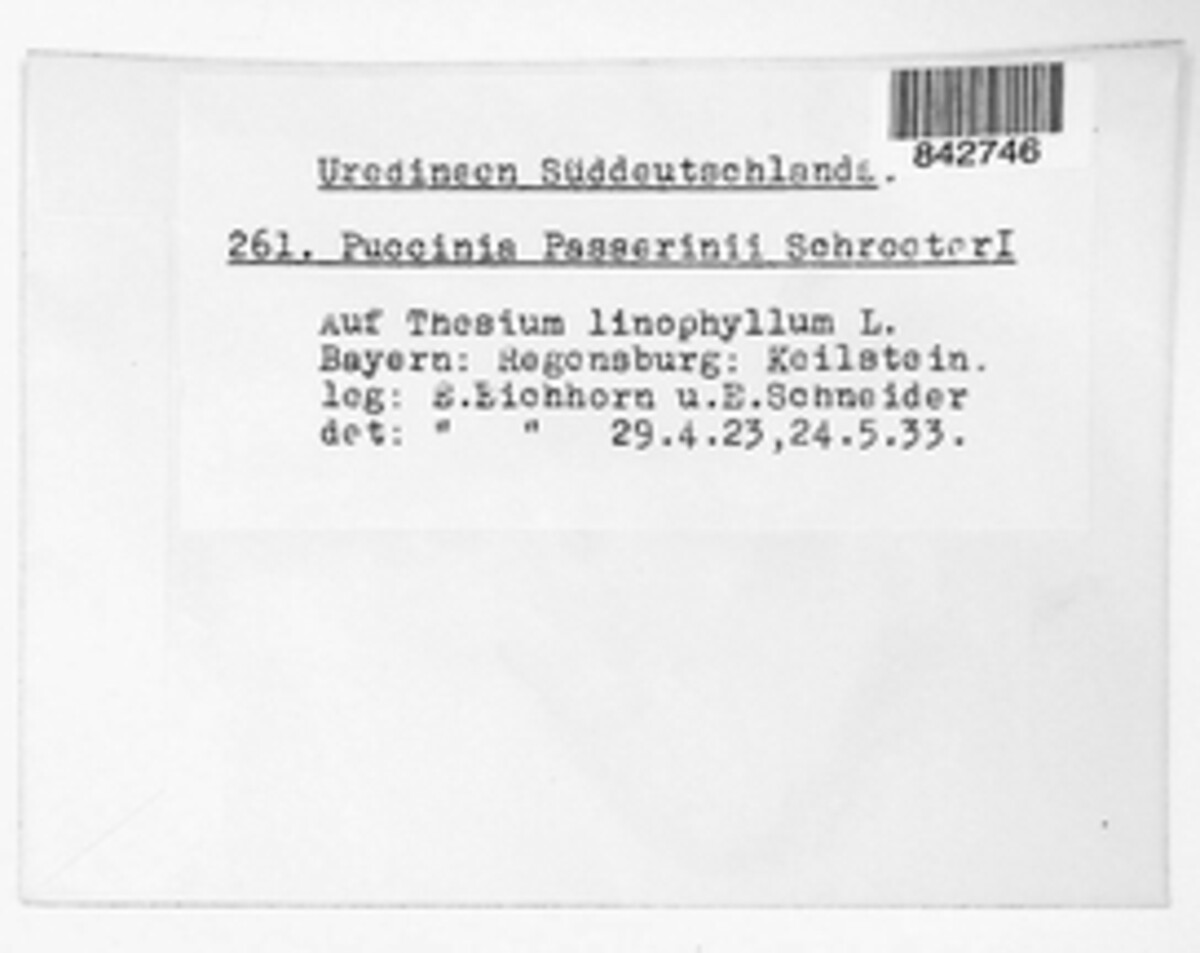 842746
Uredineen Süddeutschlands.
261. Puccinia Passerinii SchroeterI
Auf Thesium linophyllum L.
Bayern: Regensburg: Keilstein.
leg: E.Eichhorn u.E.Schneider
det: " " 29.4.23,24.5.33.